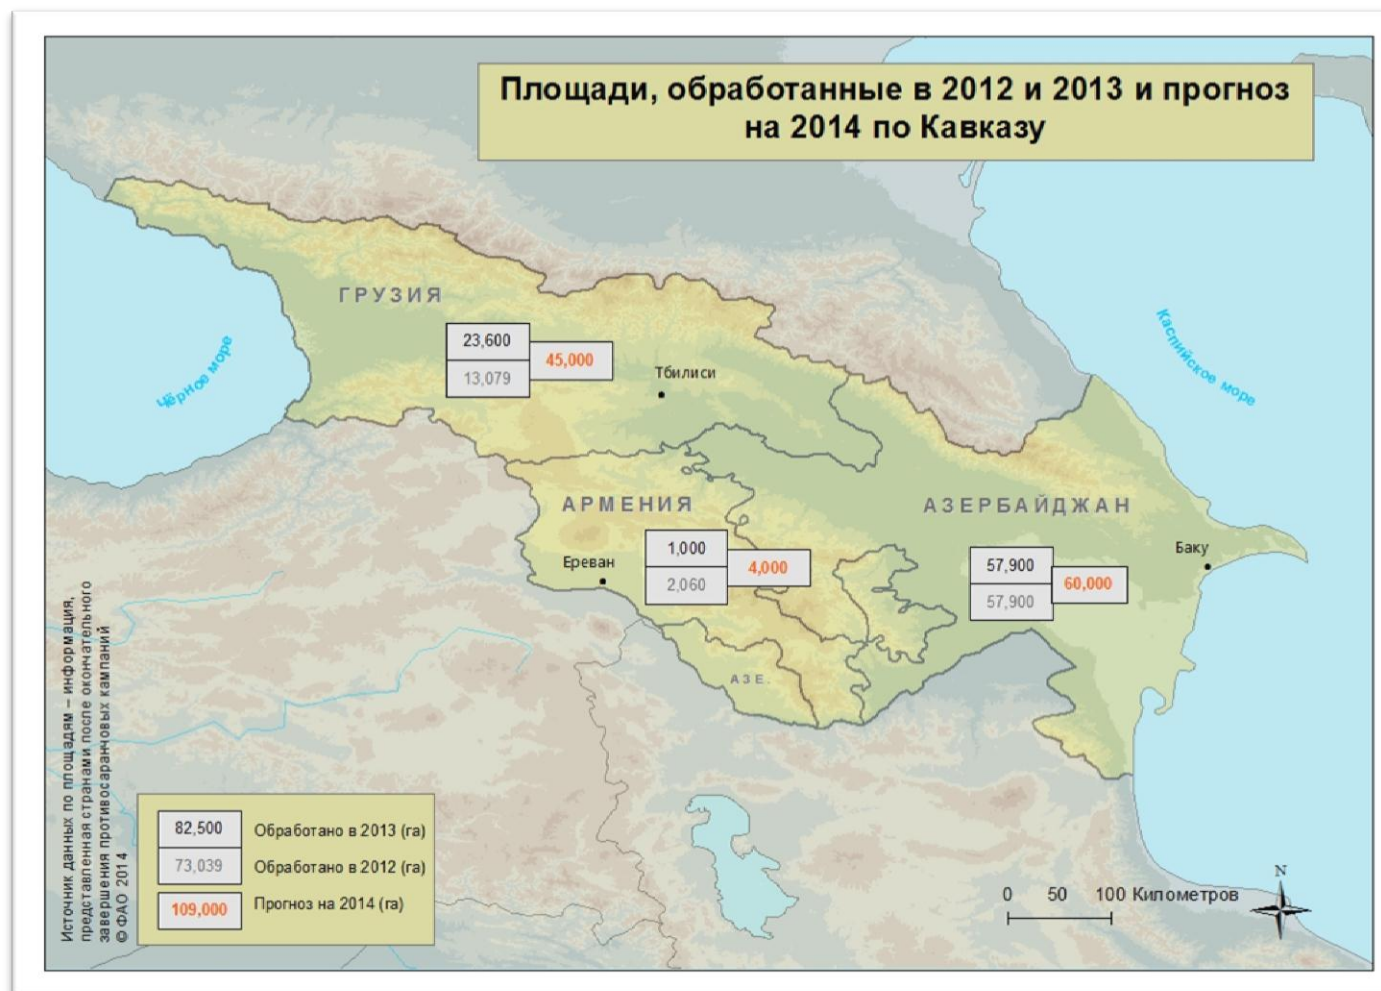 Площади, обработанные в 2012 и 2013 и прогноз
на 2014 по Кавказу
ГРУЗИЯ
23,600
45,000
13,079
Тбилиси
Чёрное море
Каспийское море
АРМЕНИЯ
1,000
4,000
2,060
Ереван
АЗЕРБАЙДЖАН
57,900
60,000
57,900
Баку
АЗЕ.
Источник данных по площадям – информация,
представленная странами после окончательного
завершения противосаранчовых кампаний
© ФАО 2014
82,500 Обработано в 2013 (га)
73,039 Обработано в 2012 (га)
109,000 Прогноз на 2014 (га)
0 50 100 Километров
N